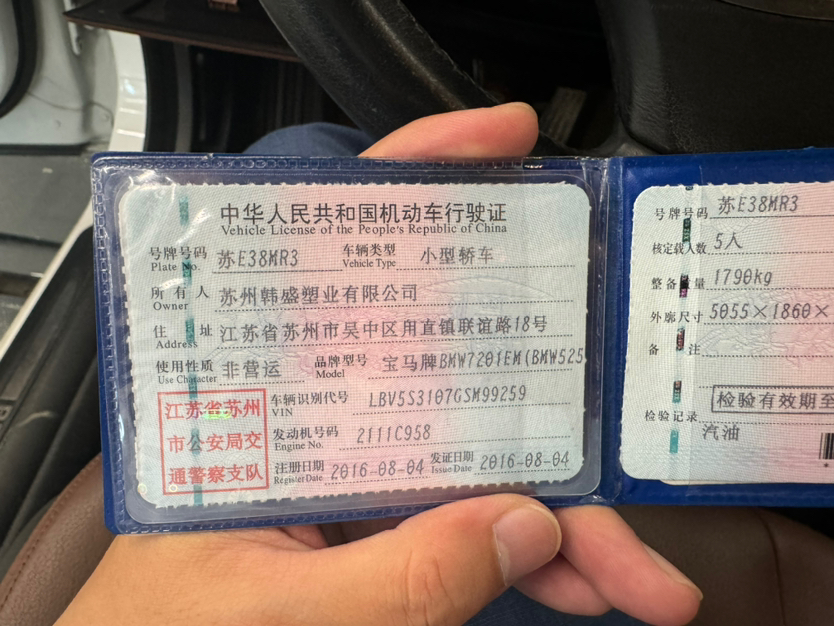 中华人民共和国机动车行驶证
Vehicle License of the People's Republic of China
号牌号码 苏E38MR3 车辆类型 小型轿车
Plate No. Vehicle Type
所有人 苏州韩盛塑业有限公司
Owner
住址 江苏省苏州市吴中区甪直镇联谊路18号
Address
使用性质 非营运 品牌型号 宝马牌BMW7201EM(BMW525
Use Character Model
江苏省苏州
市公安局交
通警察支队
车辆识别代号 LBV5S3107GSM99259
VIN
发动机号码 2111C958
Engine No.
注册日期 2016-08-04 发证日期 2016-08-04
Register Date Issue Date
号牌号码 苏E38MR3
核定载人数 5人
整备质量 1790kg
外廓尺寸 5055×1860×
备注
检验有效期至
检验记录
汽油